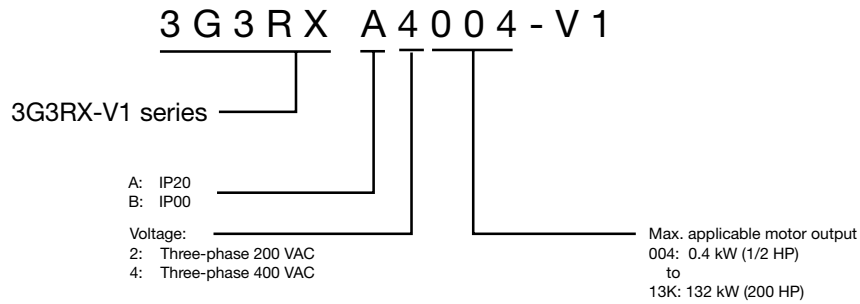 3G3RX A4004-V1
3G3RX-V1 series
A: IP20
B: IP00
Voltage:
2: Three-phase 200 VAC
4: Three-phase 400 VAC
Max. applicable motor output
004: 0.4 kW (1/2 HP)
to
13K: 132 kW (200 HP)